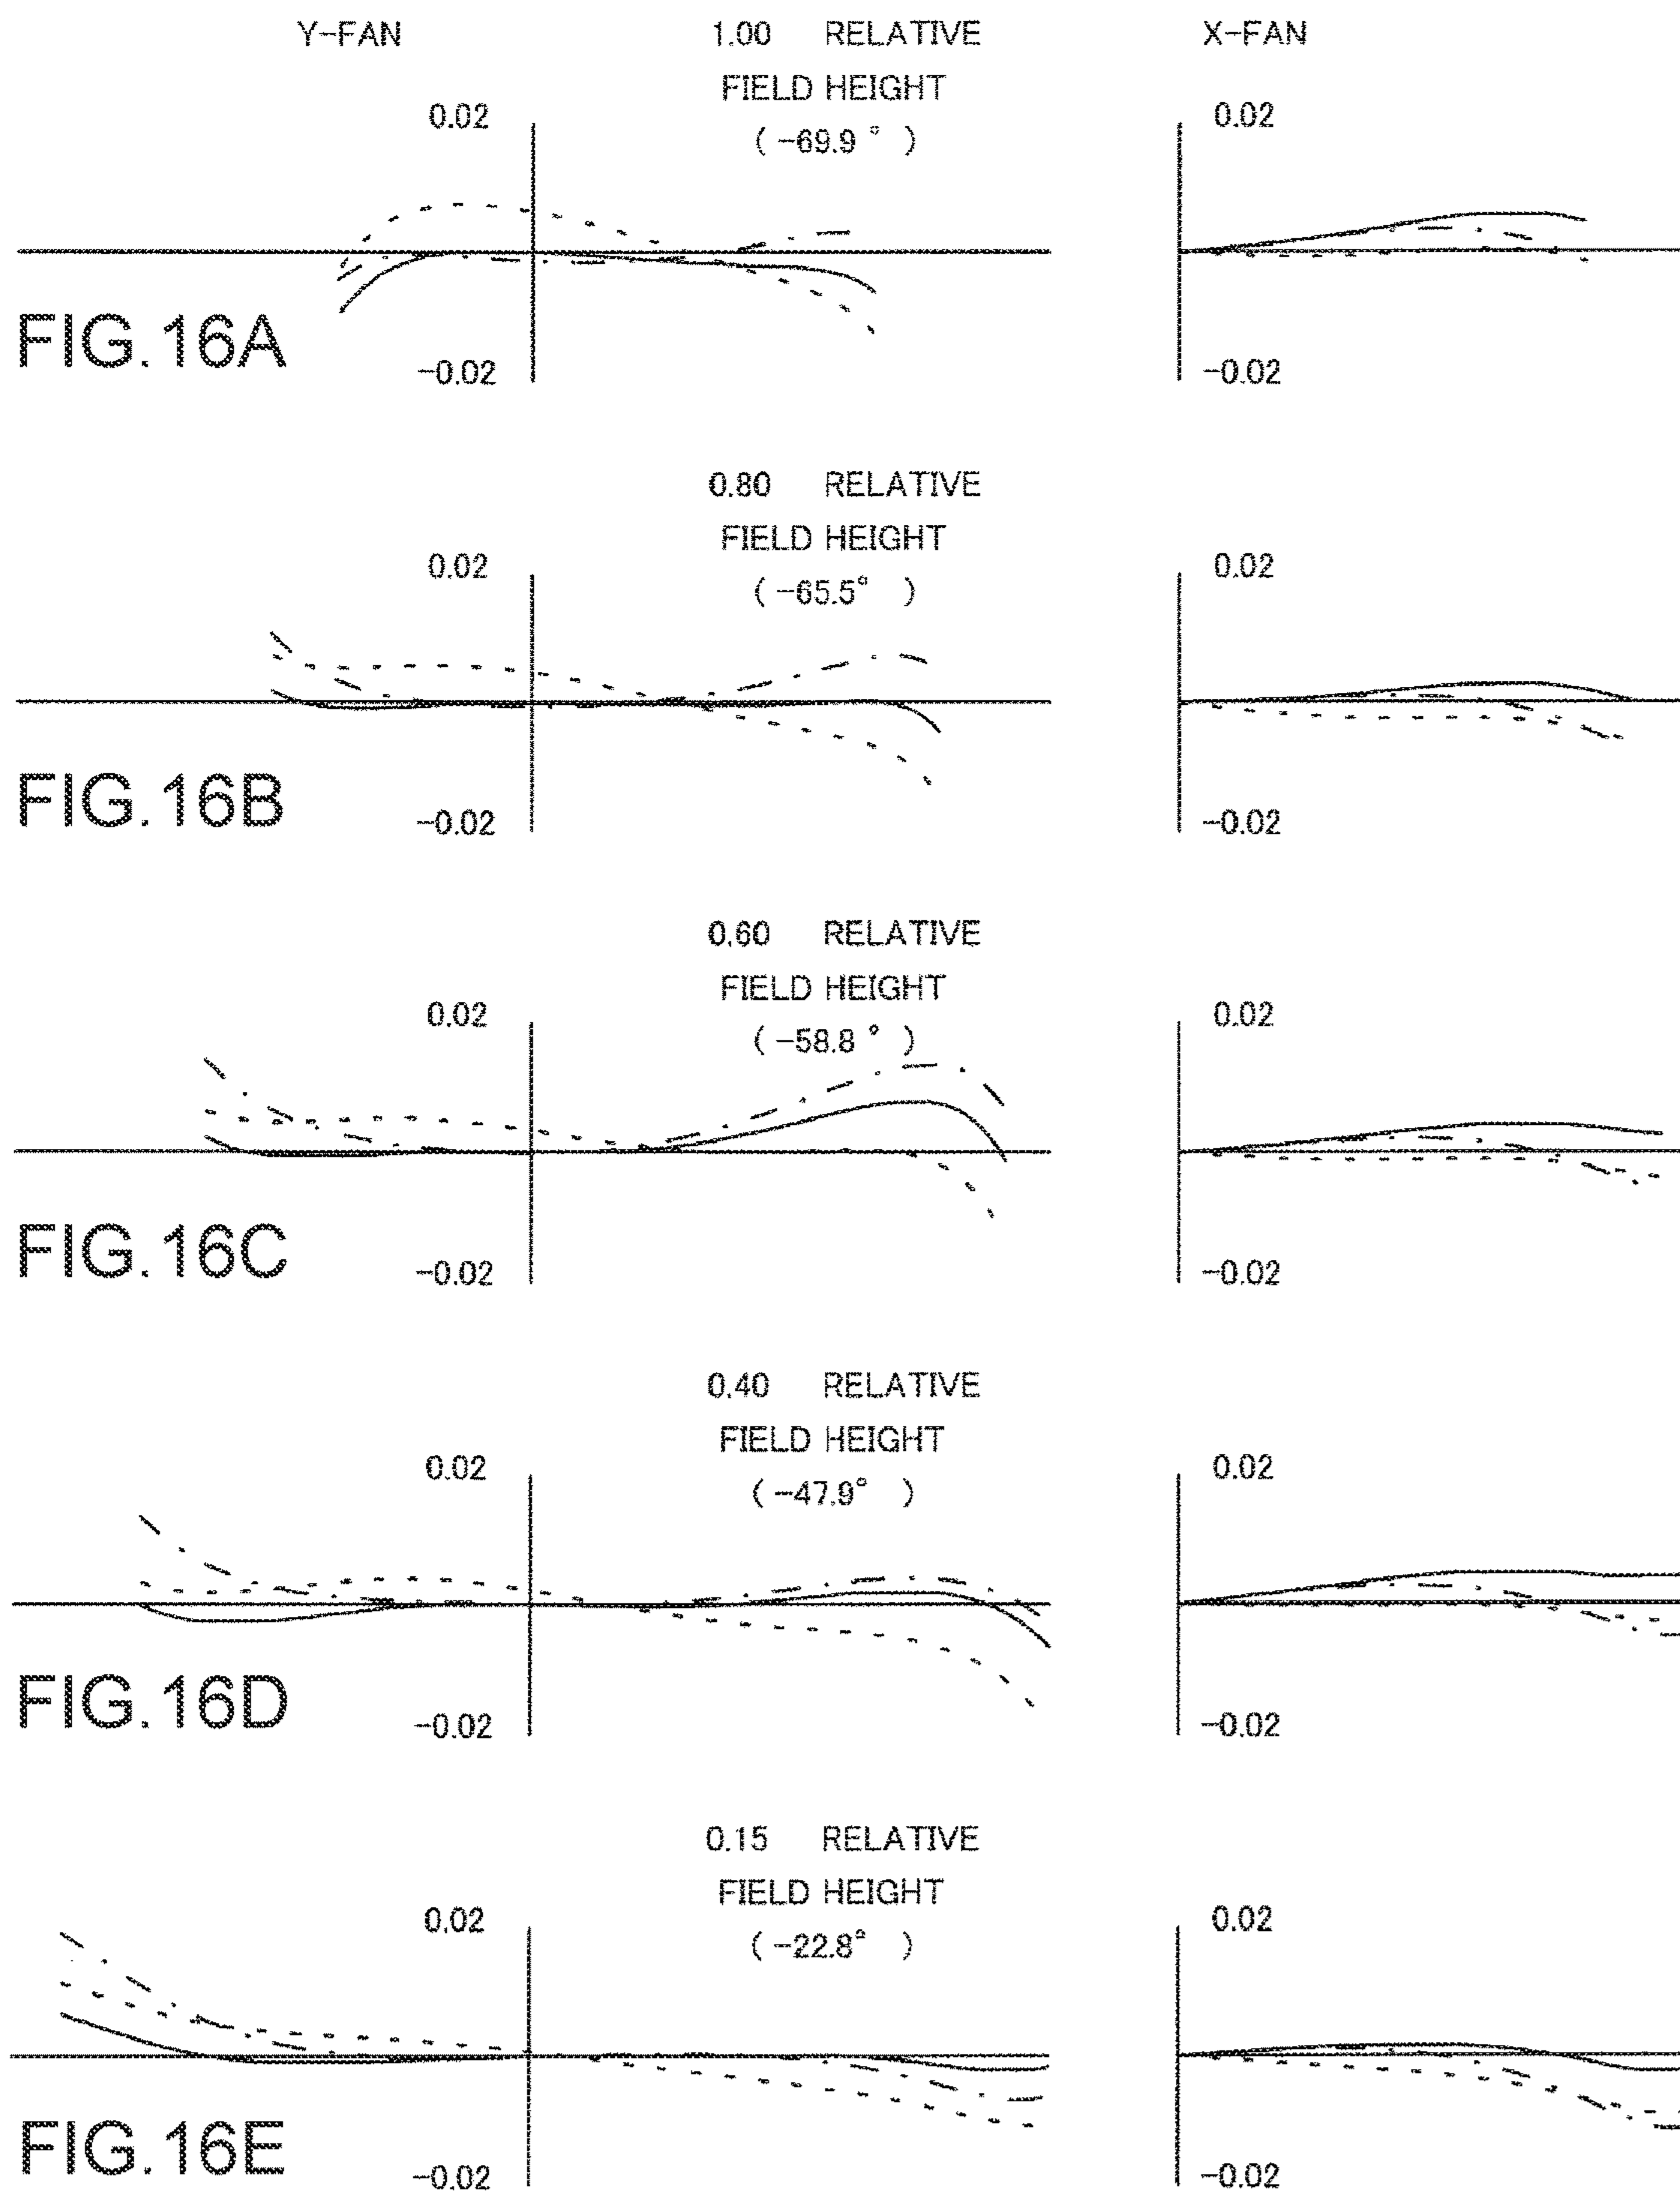 Y-FAN 1.00 RELATIVE X-FAN
FIELD HEIGHT
0.02 0.02
(-69.9°)
FIG.16A
-0.02 -0.02
0.80 RELATIVE
FIELD HEIGHT
0.02 0.02
(-65.5°)
FIG.16B
-0.02 -0.02
0.60 RELATIVE
FIELD HEIGHT
0.02 0.02
(-58.8°)
FIG.16C
-0.02 -0.02
0.40 RELATIVE
FIELD HEIGHT
0.02 0.02
(-47.9°)
FIG.16D
-0.02 -0.02
0.15 RELATIVE
FIELD HEIGHT
0.02 0.02
(-22.8°)
FIG.16E
-0.02 -0.02